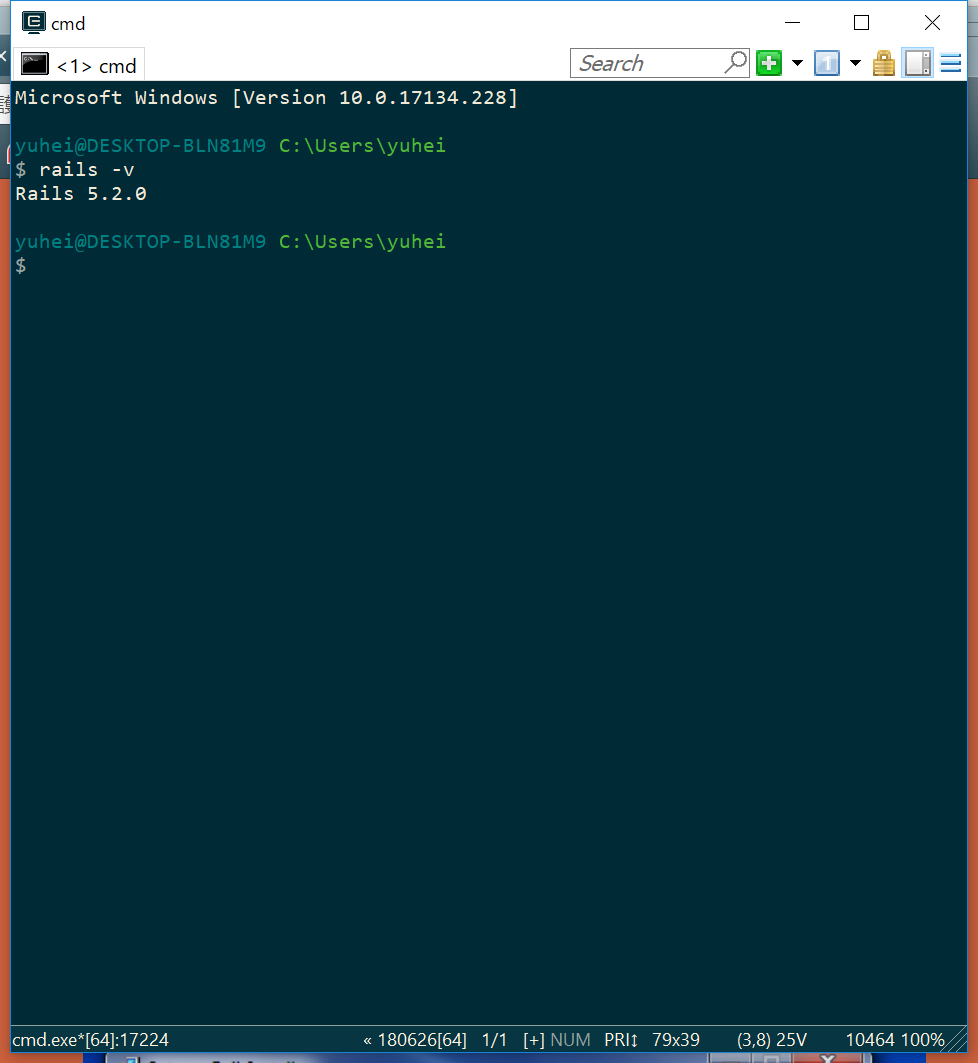 cmd
<1> cmd
Search
Microsoft Windows [Version 10.0.17134.228]
yuhei@DESKTOP-BLN81M9 C:\Users\yuhei
$ rails -v
Rails 5.2.0
yuhei@DESKTOP-BLN81M9 C:\Users\yuhei
$
cmd.exe*[64]:17224 « 180626[64] 1/1 [+] NUM PRI↕ 79x39 (3,8) 25V 10464 100%